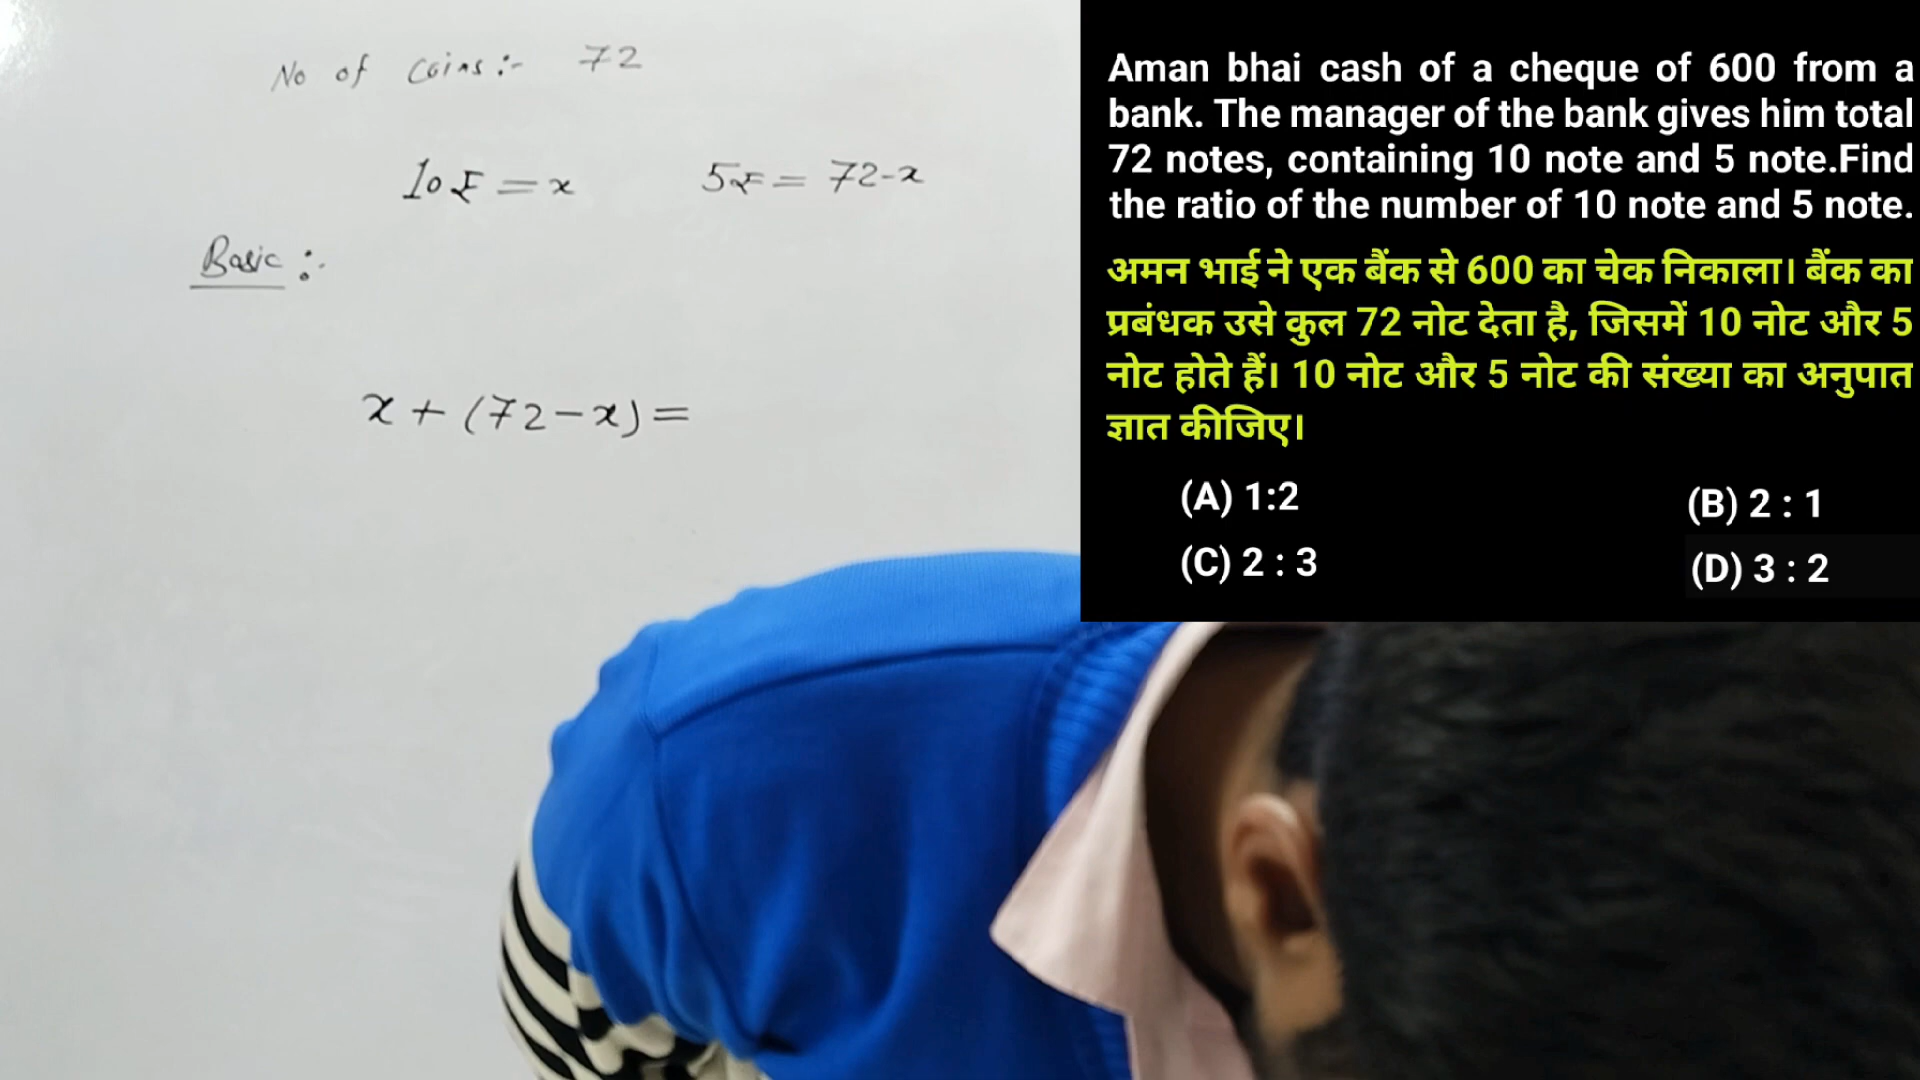 No of Coins:- 72
10₹ = x 5₹ = 72-x
Basic :-
x + (72-x) =
Aman bhai cash of a cheque of 600 from a
bank. The manager of the bank gives him total
72 notes, containing 10 note and 5 note.Find
the ratio of the number of 10 note and 5 note.
अमन भाई ने एक बैंक से 600 का चेक निकाला। बैंक का
प्रबंधक उसे कुल 72 नोट देता है, जिसमें 10 नोट और 5
नोट होते हैं। 10 नोट और 5 नोट की संख्या का अनुपात
ज्ञात कीजिए।
(A) 1:2 (B) 2 : 1
(C) 2 : 3 (D) 3 : 2